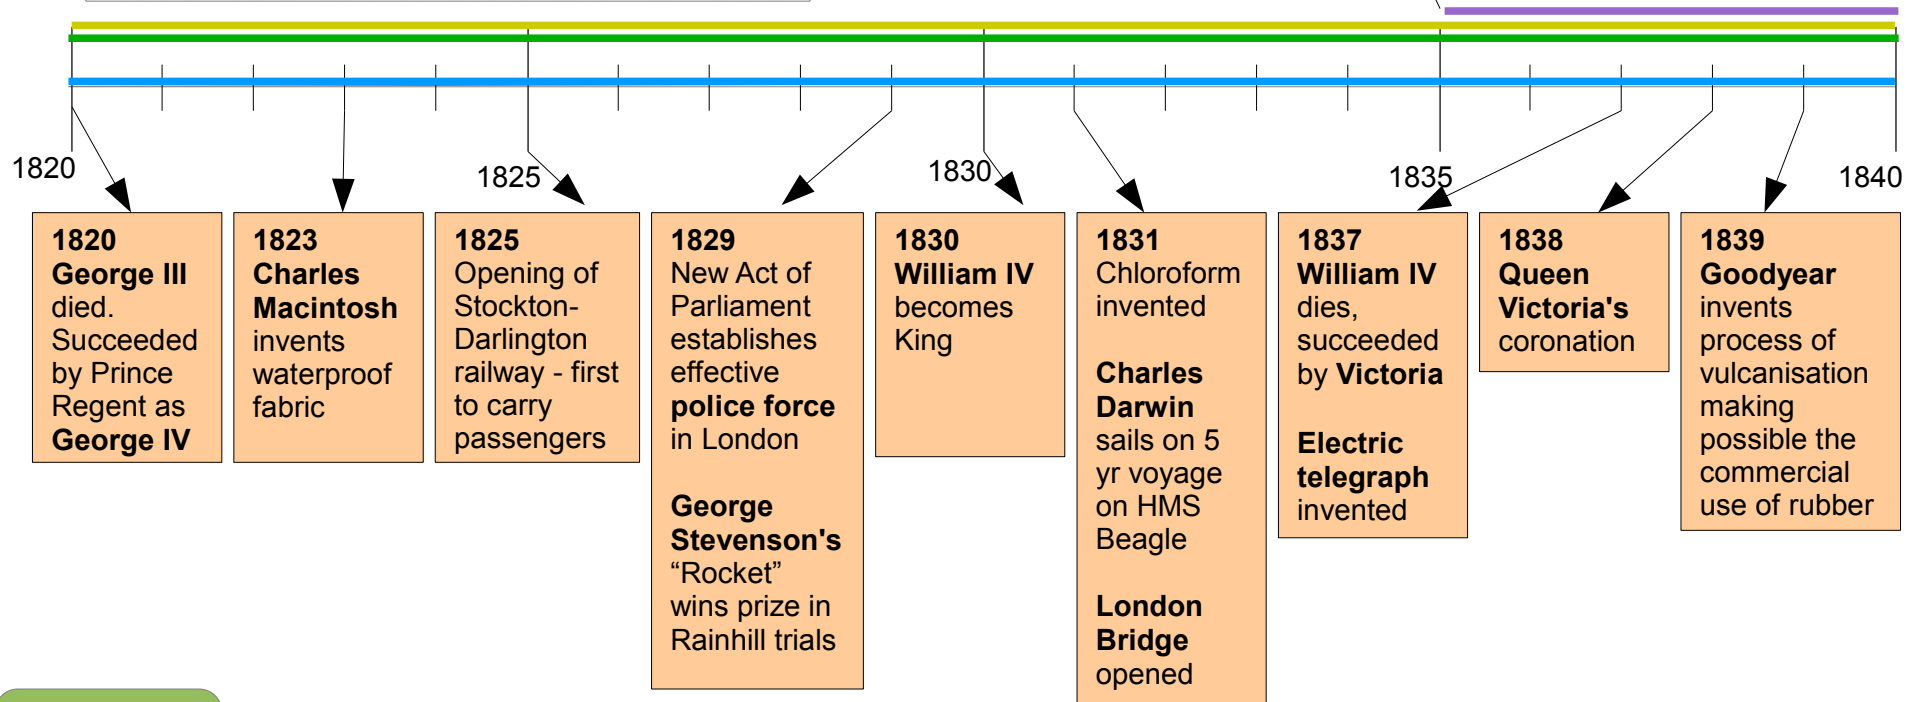 1820
1825
1830
1835
1840
1820
George III
died.
Succeeded
by Prince
Regent as
George IV
1823
Charles
Macintosh
invents
waterproof
fabric
1825
Opening of
Stockton-
Darlington
railway - first
to carry
passengers
1829
New Act of
Parliament
establishes
effective
police force
in London
George
Stevenson's
“Rocket”
wins prize in
Rainhill trials
1830
William IV
becomes
King
1831
Chloroform
invented
Charles
Darwin
sails on 5
yr voyage
on HMS
Beagle
London
Bridge
opened
1837
William IV
dies,
succeeded
by Victoria
Electric
telegraph
invented
1838
Queen
Victoria's
coronation
1839
Goodyear
invents
process of
vulcanisation
making
possible the
commercial
use of rubber